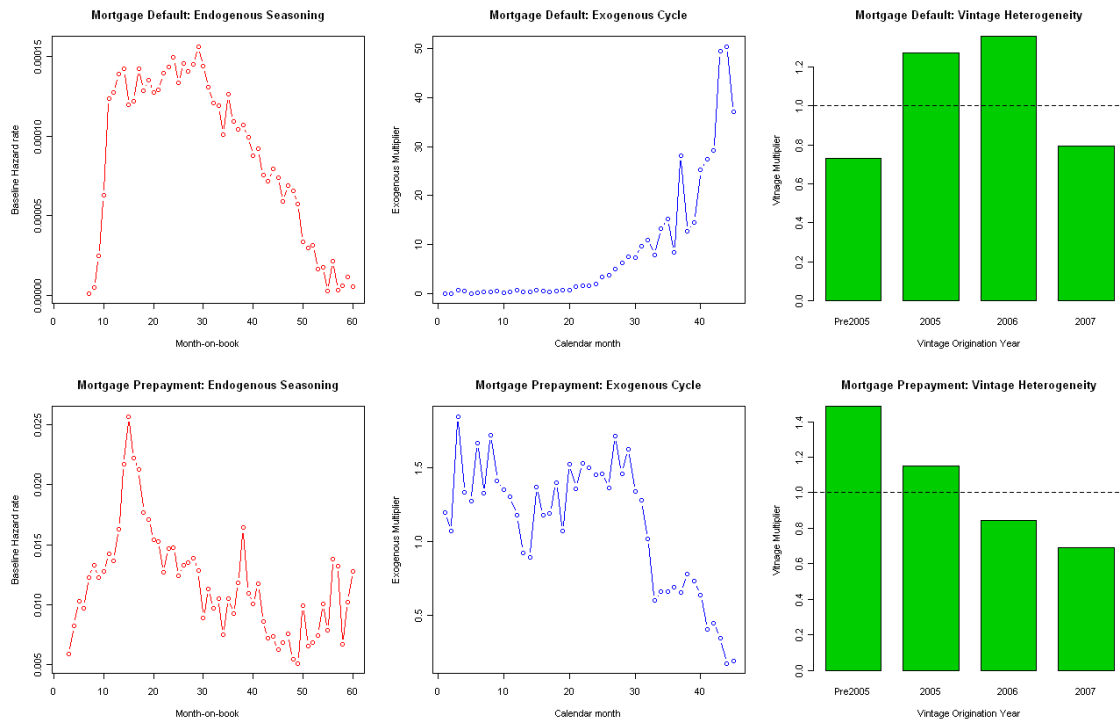 Mortgage Default: Endogenous Seasoning
Baseline Hazard rate
0.00000 0.00005 0.00010 0.00015
0 10 20 30 40 50 60
Month-on-book
Mortgage Default: Exogenous Cycle
Exogenous Multiplier
0 10 20 30 40 50
0 10 20 30 40
Calendar month
Mortgage Default: Vintage Heterogeneity
Vitnage Multiplier
0.0 0.2 0.4 0.6 0.8 1.0 1.2
Pre2005 2005 2006 2007
Vintage Origination Year
Mortgage Prepayment: Endogenous Seasoning
Baseline Hazard rate
0.005 0.010 0.015 0.020 0.025
0 10 20 30 40 50 60
Month-on-book
Mortgage Prepayment: Exogenous Cycle
Exogenous Multiplier
0.5 1.0 1.5
0 10 20 30 40
Calendar month
Mortgage Prepayment: Vintage Heterogeneity
Vitnage Multiplier
0.0 0.2 0.4 0.6 0.8 1.0 1.2 1.4
Pre2005 2005 2006 2007
Vintage Origination Year